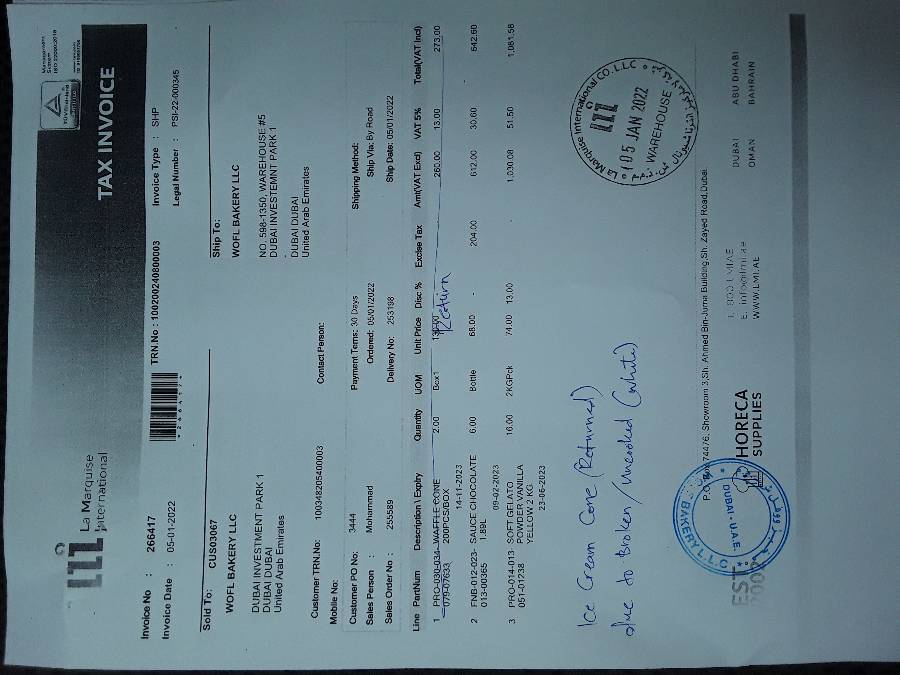 La Marquise
International
TAX INVOICE
Invoice No : 266417
TRN.No : 100200240800003
Invoice Type : SHP
Invoice Date : 05-01-2022
Legal Number : PSI-22-000345
Sold To: CUS03067
WOFL BAKERY LLC
DUBAI INVESTMENT PARK 1
DUBAI DUBAI
United Arab Emirates
Ship To:
WOFL BAKERY LLC
NO. 598-1350, WAREHOUSE #5
DUBAI INVESTEMNT PARK 1
DUBAI DUBAI
United Arab Emirates
Customer TRN.No: 100348205400003
Contact Person:
Mobile No:
Customer PO No: 3444
Payment Terms: 30 Days
Shipping Method:
Sales Person : Mohammad
Ordered: 05/01/2022
Ship Via: By Road
Sales Order No : 255589
Delivery No: 253198
Ship Date: 05/01/2022
Line PartNum Description \ Expiry Quantity UOM Unit Price Disc % Excise Tax Amt(VAT Excl) VAT 5% Total(VAT Incl)
1 PRO-030-034- WAFFLE CONE 2.00 Box1 260.00 13.00 273.00
079-07633 200PCS/BOX
Return
14-11-2023
2 FNB-012-023- SAUCE CHOCOLATE 6.00 Bottle 68.00 - 204.00 612.00 30.60 642.60
013-00365 1.89L
09-02-2023
3 PRO-014-013- SOFT GELATO 16.00 2KGPck 74.00 13.00 - 1,030.08 51.50 1,081.58
051-01238 POWDER VANILLA
YELLOW 2 KG
23-06-2023
Ice Cream Cone (Returned)
due to Broken/uncooked (white)
La Marquise International CO. L.L.C
05 JAN 2022
WAREHOUSE
BAKERY L.L.C
DUBAI - U.A.E.
74476, Showroom 3,Sh. Ahmed Bin-Juma Building,Sh. Zayed Road,Dubai
HORECA
SUPPLIES
T. 800 LMI.AE
E. info@lmi.ae
WWW.LMI.AE
DUBAI ABU DHABI
OMAN BAHRAIN